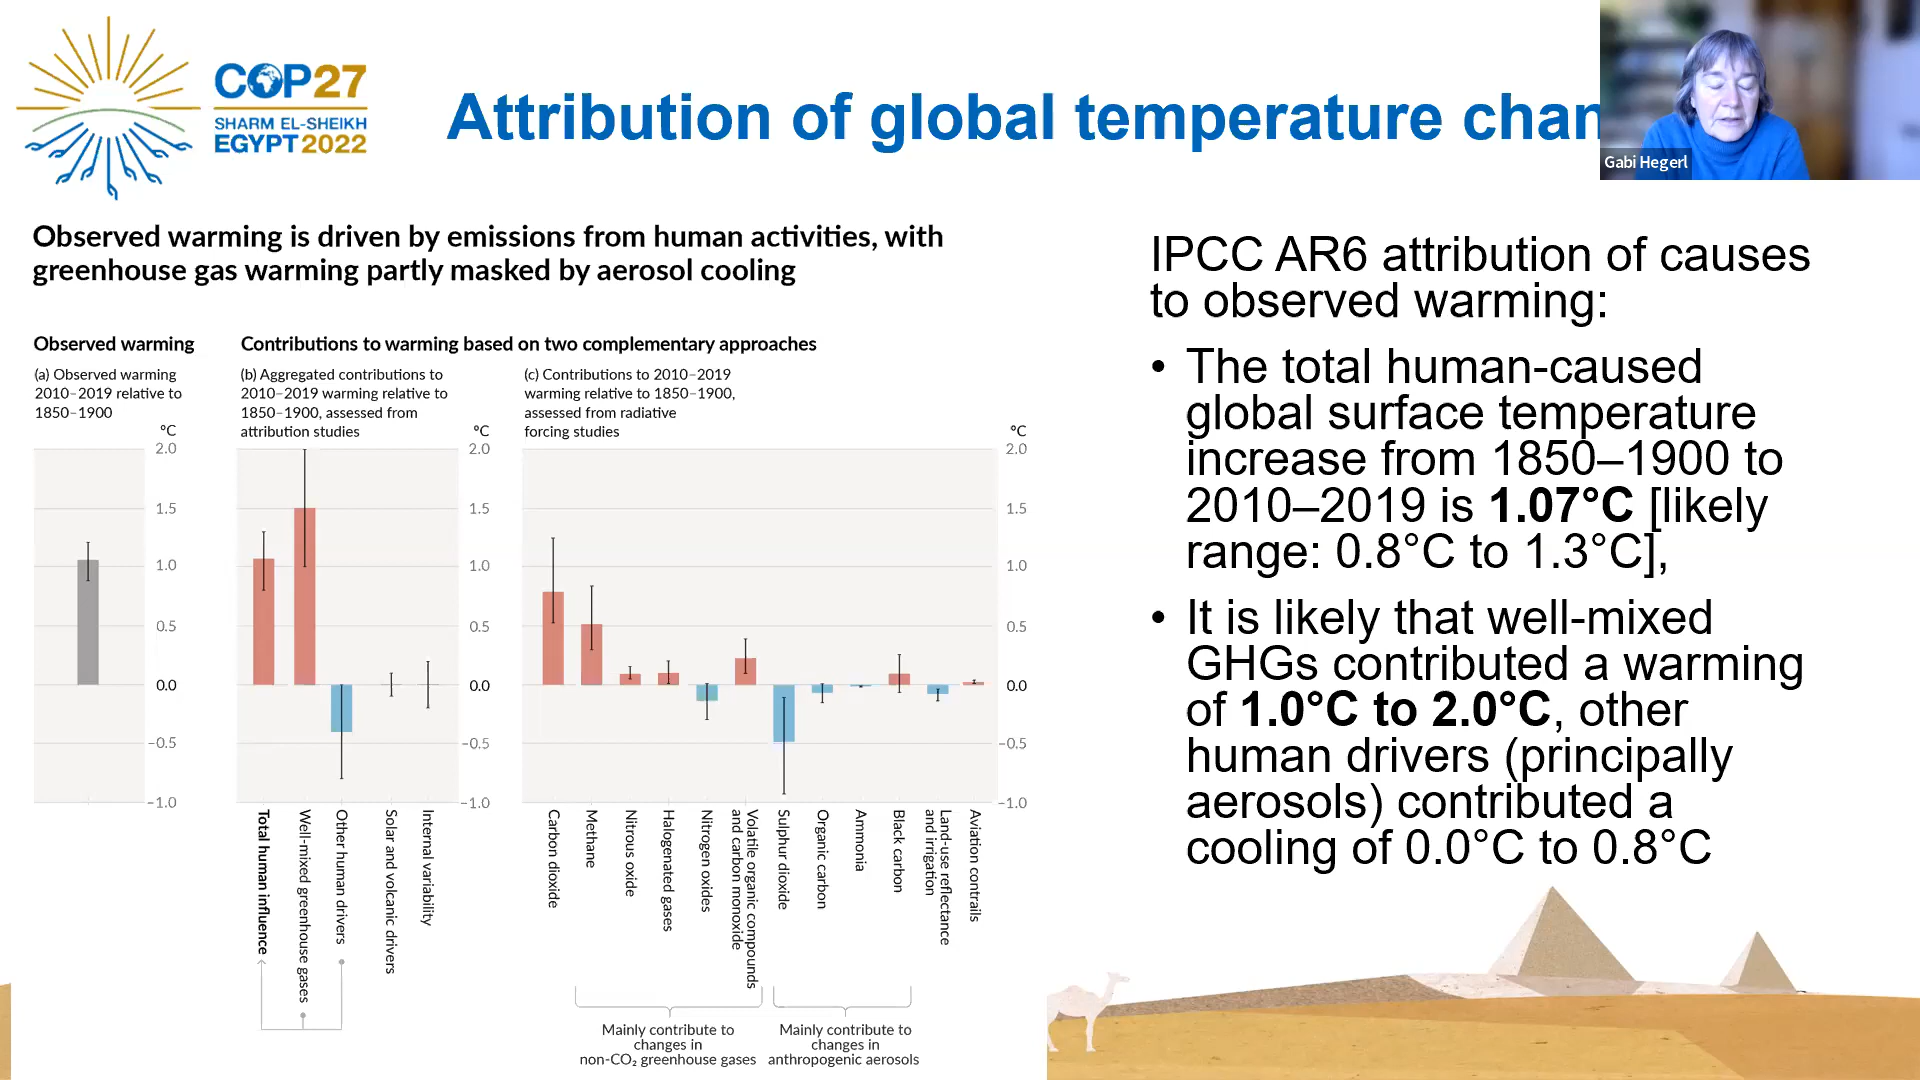 COP27
SHARM EL-SHEIKH
EGYPT2022
Attribution of global temperature chan
Gabi Hegerl
Observed warming is driven by emissions from human activities, with
greenhouse gas warming partly masked by aerosol cooling
Observed warming
(a) Observed warming
2010–2019 relative to
1850–1900
°C
2.0
1.5
1.0
0.5
0.0
–0.5
–1.0
Contributions to warming based on two complementary approaches
(b) Aggregated contributions to
2010–2019 warming relative to
1850–1900, assessed from
attribution studies
°C
2.0
1.5
1.0
0.5
0.0
–0.5
–1.0
Total human influence
Well-mixed greenhouse gases
Other human drivers
Solar and volcanic drivers
Internal variability
(c) Contributions to 2010–2019
warming relative to 1850–1900,
assessed from radiative
forcing studies
°C
2.0
1.5
1.0
0.5
0.0
–0.5
–1.0
Carbon dioxide
Methane
Nitrous oxide
Halogenated gases
Nitrogen oxides
Volatile organic compounds
and carbon monoxide
Sulphur dioxide
Organic carbon
Ammonia
Black carbon
Land-use reflectance
and irrigation
Aviation contrails
Mainly contribute to
changes in
non-CO₂ greenhouse gases
Mainly contribute to
changes in
anthropogenic aerosols
IPCC AR6 attribution of causes
to observed warming:
• The total human-caused
global surface temperature
increase from 1850–1900 to
2010–2019 is 1.07°C [likely
range: 0.8°C to 1.3°C],
• It is likely that well-mixed
GHGs contributed a warming
of 1.0°C to 2.0°C, other
human drivers (principally
aerosols) contributed a
cooling of 0.0°C to 0.8°C